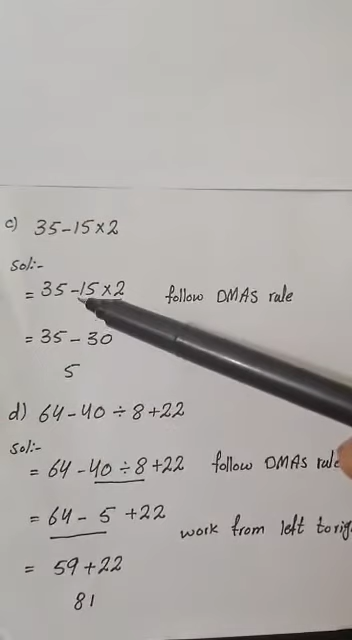 c) 35-15×2
Sol:-
= 35-15×2 follow DMAS rule
= 35-30
5
d) 64-40÷8+22
Sol:-
= 64-40÷8+22 follow DMAS rule
= 64-5+22
work from left to
= 59+22
81